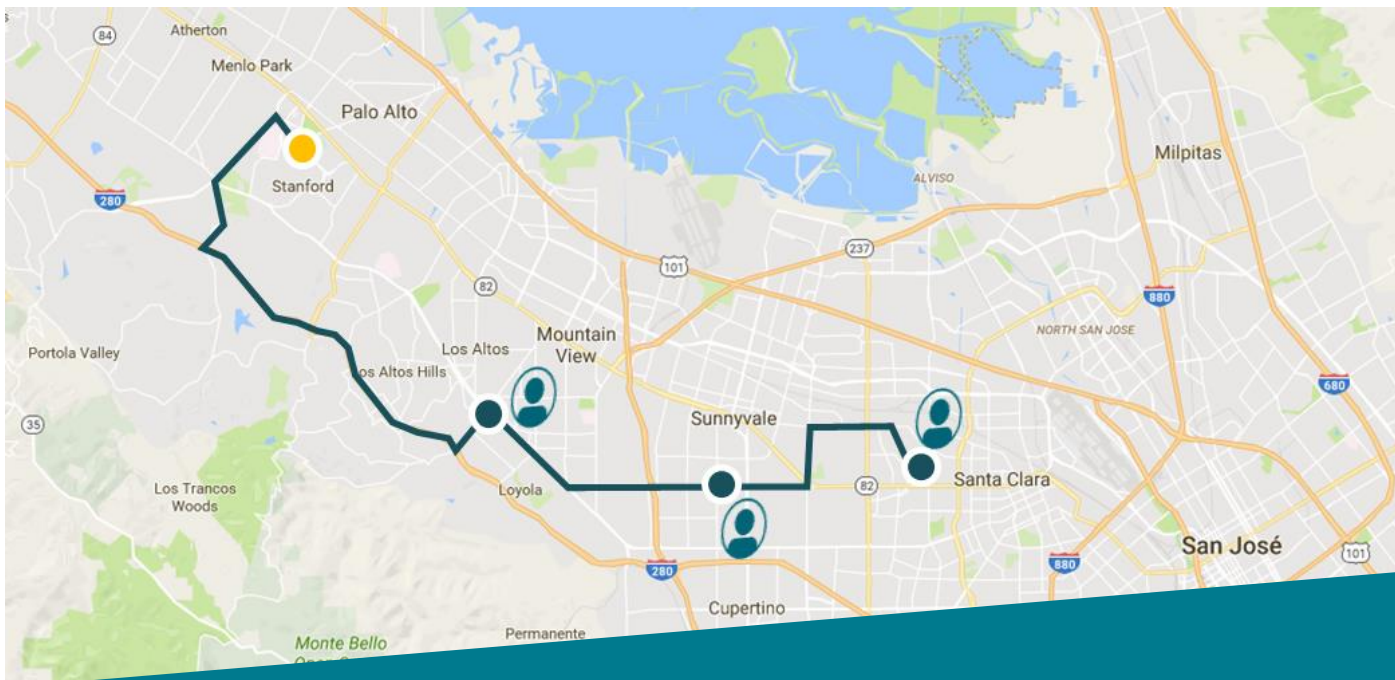 84
Atherton
Menlo Park
Palo Alto
Stanford
280
Milpitas
ALVISO
237
101
82
880
NORTH SAN JOSE
Mountain
View
Los Altos
Portola Valley
Los Altos Hills
680
35
Sunnyvale
Santa Clara
82
Loyola
Los Trancos
Woods
San José
101
280
880
Cupertino
Permanente
Monte Bello